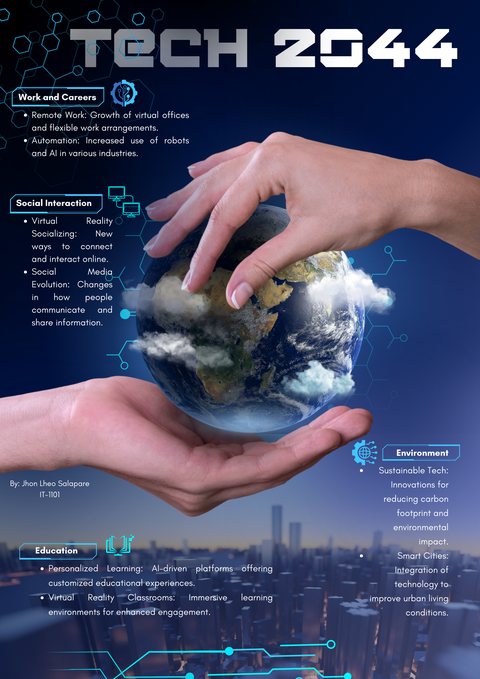 TECH 2044
Work and Careers
• Remote Work: Growth of virtual offices
and flexible work arrangements.
• Automation: Increased use of robots
and AI in various industries.
Social Interaction
• Virtual Reality
Socializing: New
ways to connect
and interact online.
• Social Media
Evolution: Changes
in how people
communicate and
share information.
Environment
• Sustainable Tech:
Innovations for
reducing carbon
footprint and
environmental
impact.
• Smart Cities:
Integration of
technology to
improve urban living
conditions.
By: Jhon Lheo Salapare
IT-1101
Education
• Personalized Learning: AI-driven platforms offering
customized educational experiences.
• Virtual Reality Classrooms: Immersive learning
environments for enhanced engagement.